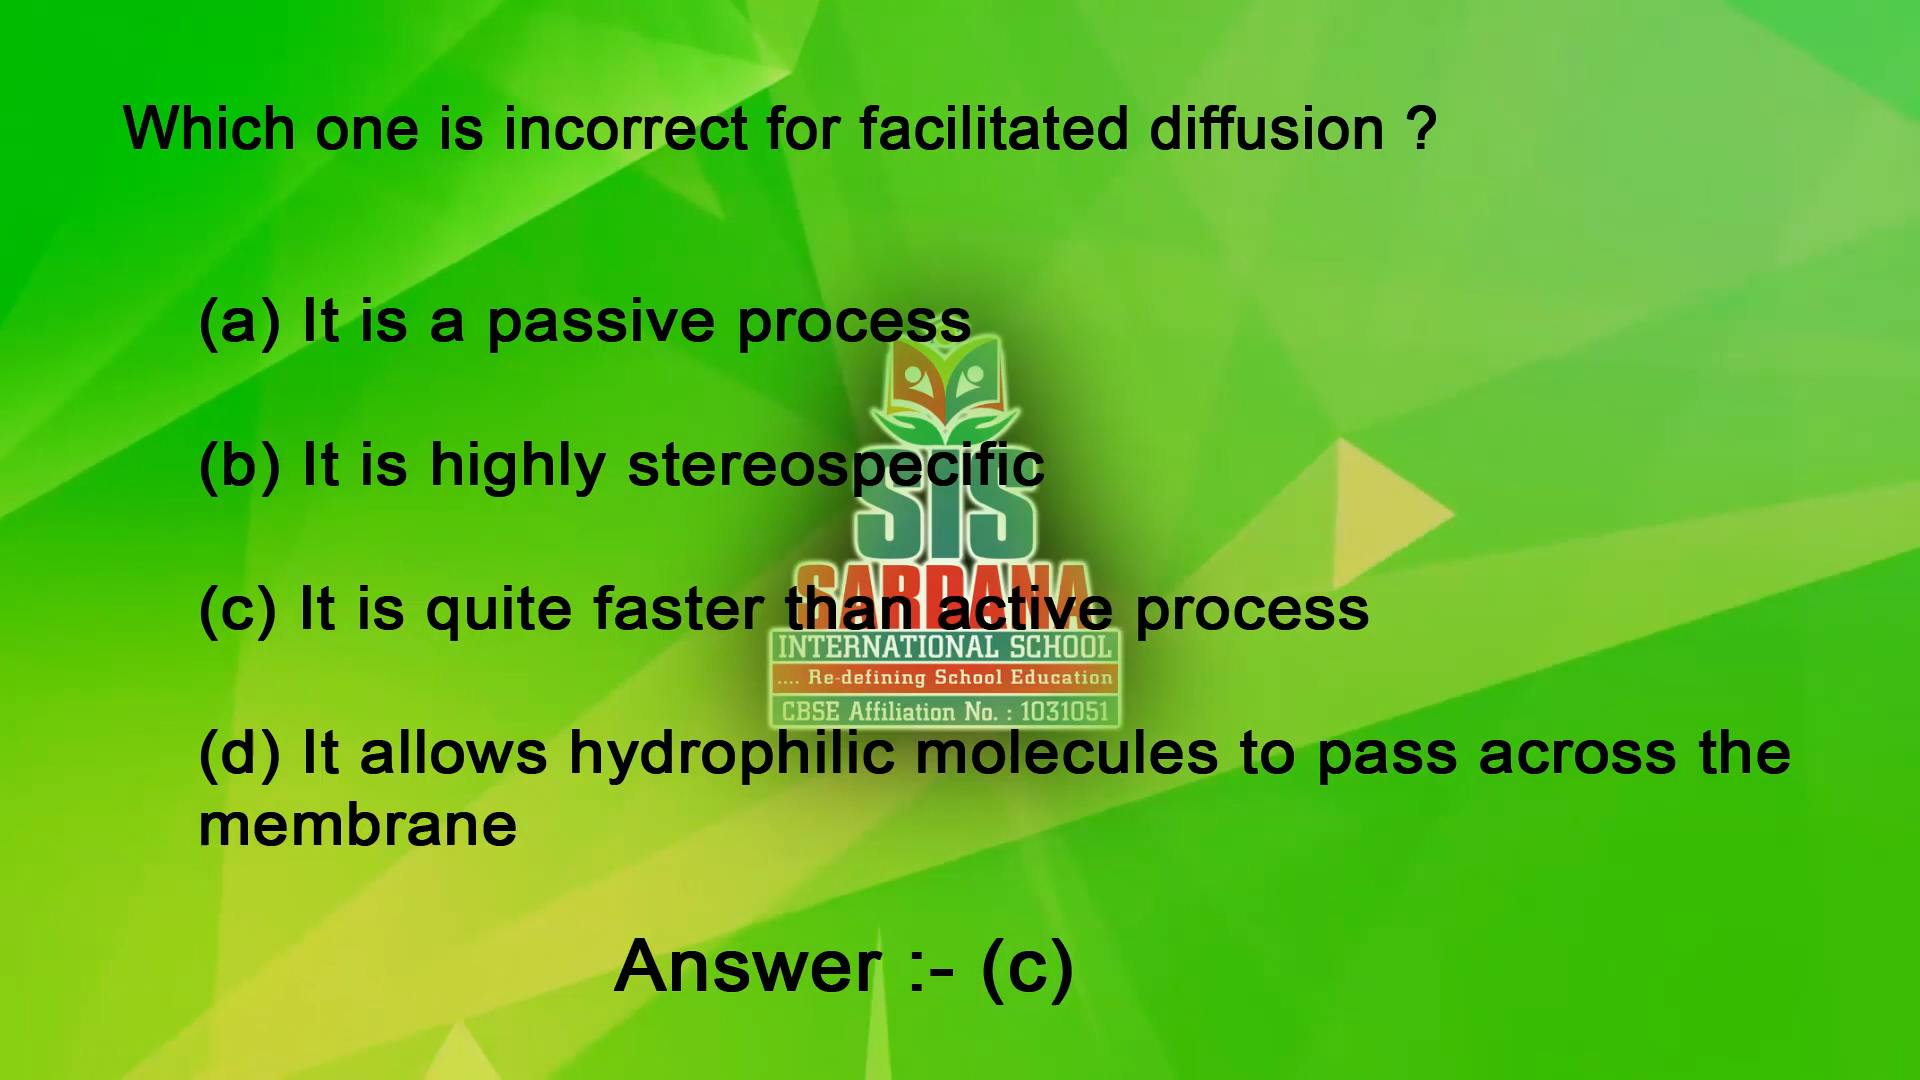 Which one is incorrect for facilitated diffusion ?
(a) It is a passive process
(b) It is highly stereospecific
SIS
(c) It is quite faster than active process
SARDANA
INTERNATIONAL SCHOOL
.... Re-defining School Education
CBSE Affiliation No. : 1031051
(d) It allows hydrophilic molecules to pass across the
membrane
Answer :- (c)